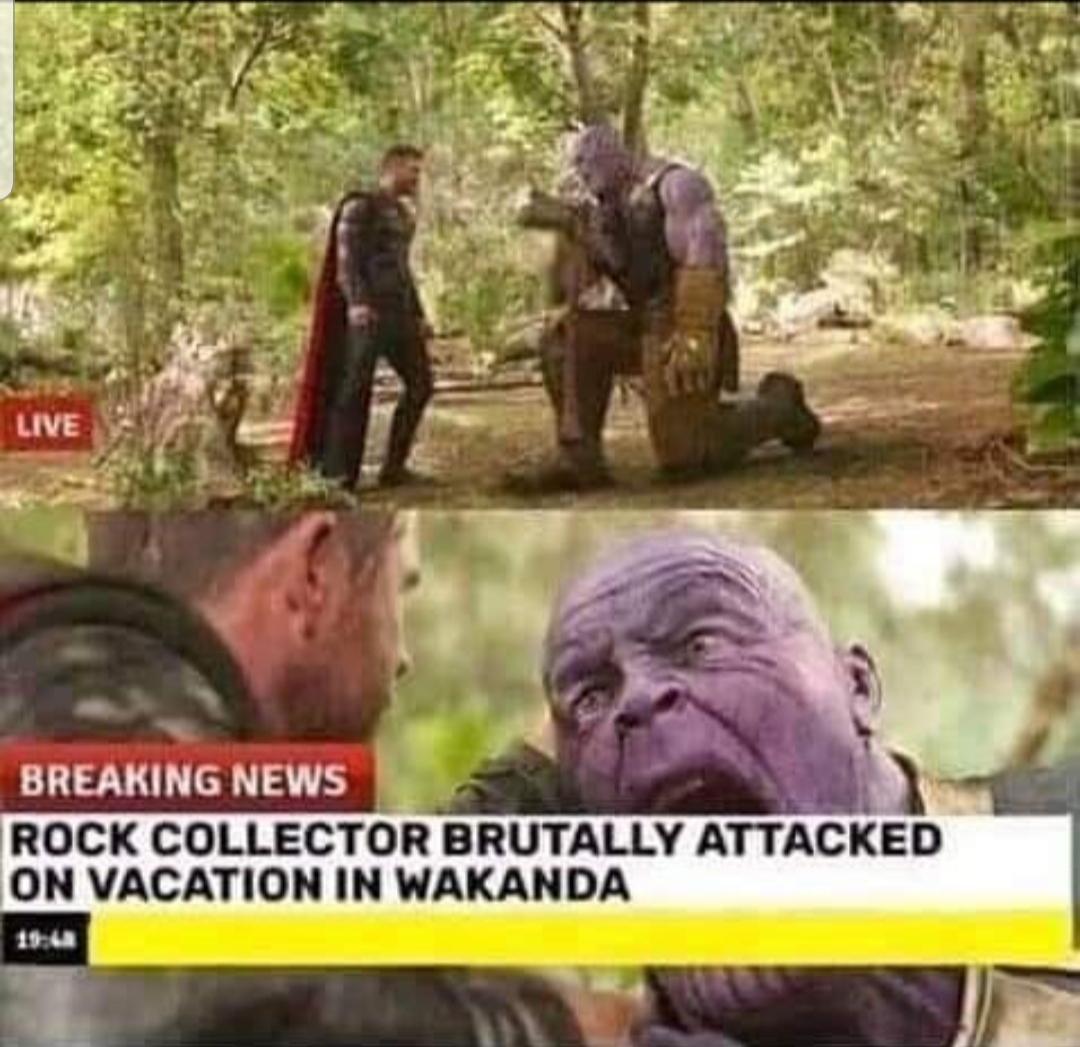 LIVE
BREAKING NEWS
ROCK COLLECTOR BRUTALLY ATTACKED
ON VACATION IN WAKANDA
19:48